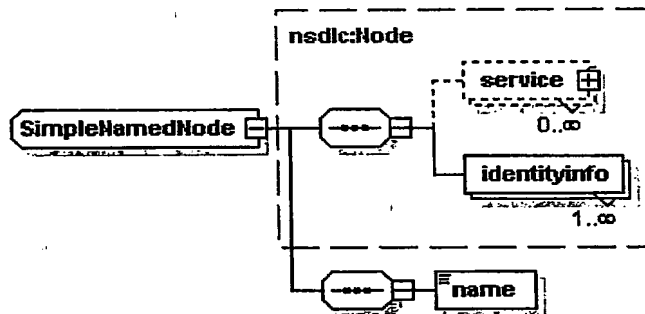 nsdlc:Node
service
0..∞
SimpleNamedNode
identityinfo
1..∞
name